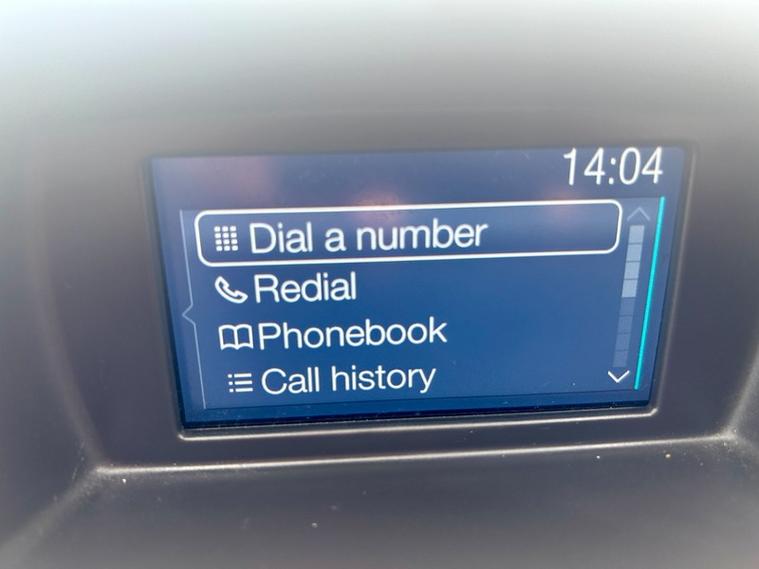 14:04
Dial a number
Redial
Phonebook
Call history